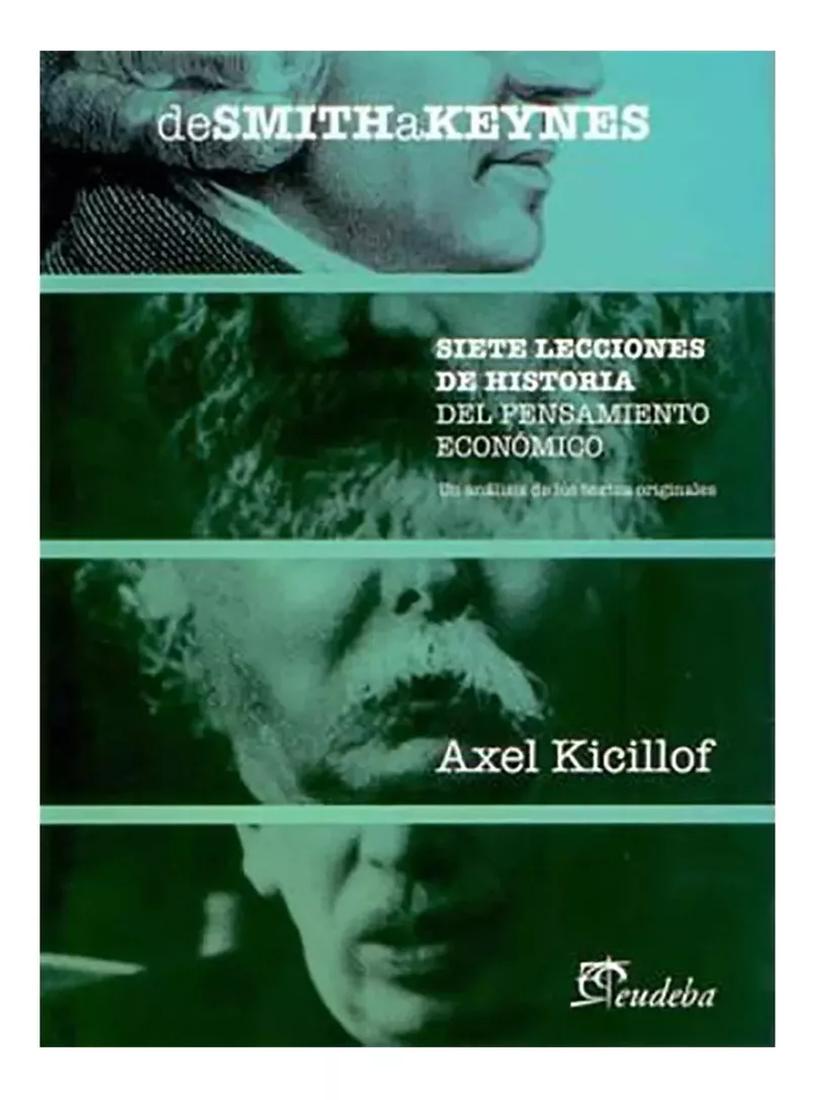 deSMITHaKEYNES
SIETE LECCIONES
DE HISTORIA
DEL PENSAMIENTO
ECONÓMICO
Un análisis de los textos originales
Axel Kicillof
eudeba